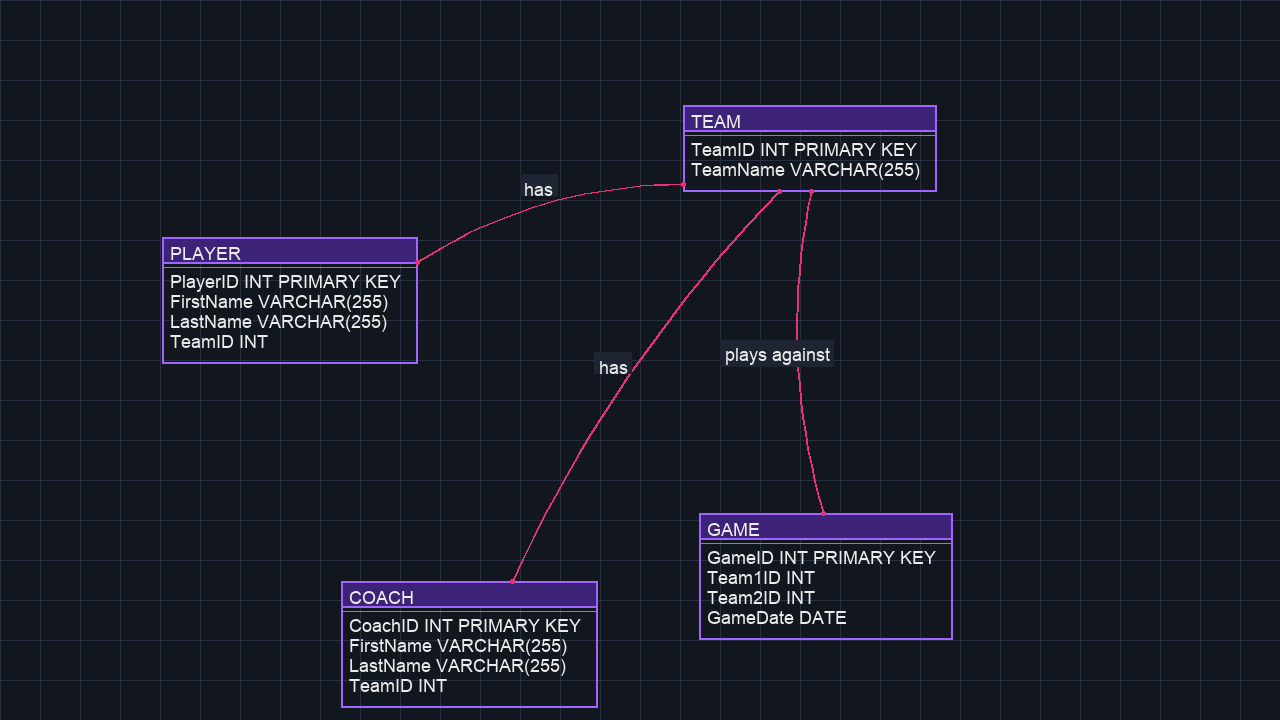 TEAM
TeamID INT PRIMARY KEY
TeamName VARCHAR(255)
has
PLAYER
PlayerID INT PRIMARY KEY
FirstName VARCHAR(255)
LastName VARCHAR(255)
TeamID INT
has
plays against
COACH
CoachID INT PRIMARY KEY
FirstName VARCHAR(255)
LastName VARCHAR(255)
TeamID INT
GAME
GameID INT PRIMARY KEY
Team1ID INT
Team2ID INT
GameDate DATE